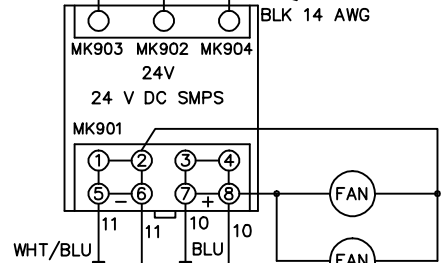 BLK 14 AWG
MK903 MK902 MK904
24V
24 V DC SMPS
MK901
1 2 3 4
5 - 6 7 + 8 FAN
11 11 10 10
WHT/BLU BLU
FAN